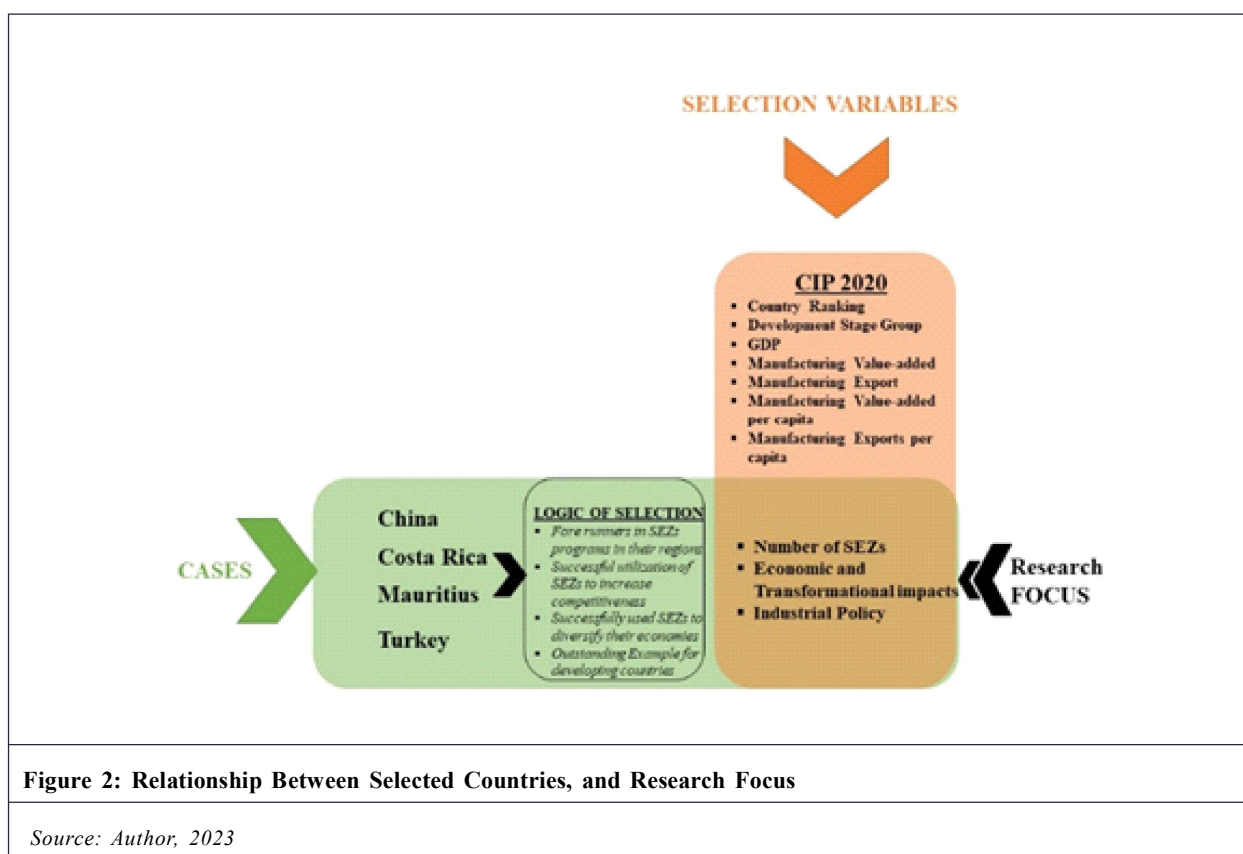 SELECTION VARIABLES
CIP 2020
▪ Country Ranking
▪ Development Stage Group
▪ GDP
▪ Manufacturing Value-added
▪ Manufacturing Export
▪ Manufacturing Value-added
per capita
▪ Manufacturing Exports per
capita
CASES
China
Costa Rica
Mauritius
Turkey
LOGIC OF SELECTION
• Fore runners in SEZs
programs in their regions
• Successful utilization of
SEZs to increase
competitiveness
• Successfully used SEZs to
diversify their economies
• Outstanding Example for
developing countries
▪ Number of SEZs
▪ Economic and
Transformational impacts
▪ Industrial Policy
Research
FOCUS
Figure 2: Relationship Between Selected Countries, and Research Focus
Source: Author, 2023